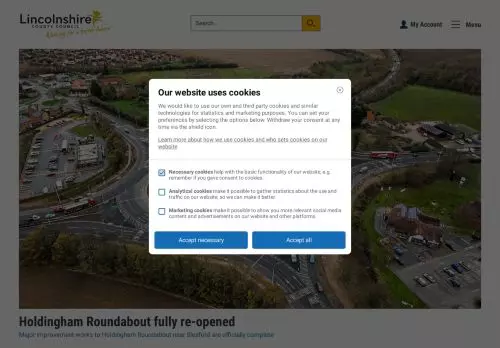 Lincolnshire
COUNTY COUNCIL
Search...
My Account
Menu
Our website uses cookies
We would like to use our own and third party cookies and similar
technologies for statistics and marketing purposes. You can set your
preferences by selecting the options below. Withdraw your consent at
any time via the shield icon.
Learn more about how we use cookies and who sets cookies on our
website
Necessary cookies help with the basic functionality of our website, e.g.
remember if you gave consent to cookies.
Analytical cookies make it possible to gather statistics about the use and
traffic on our website, so we can make it better.
Marketing cookies make it possible to show you more relevant social media
content and advertisements on our website and other platforms.
Accept necessary
Accept all
Holdingham Roundabout fully re-opened
Major improvement works to Holdingham Roundabout near Sleaford are officially complete